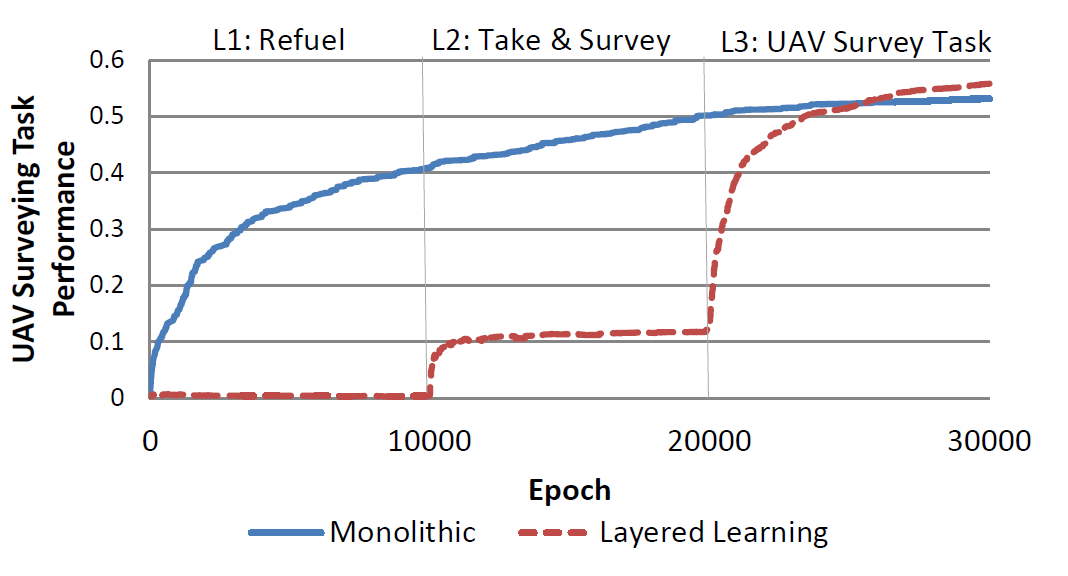 L1: Refuel
L2: Take & Survey
L3: UAV Survey Task
UAV Surveying Task
Performance
0.6
0.5
0.4
0.3
0.2
0.1
0
0
10000
20000
30000
Epoch
Monolithic
Layered Learning